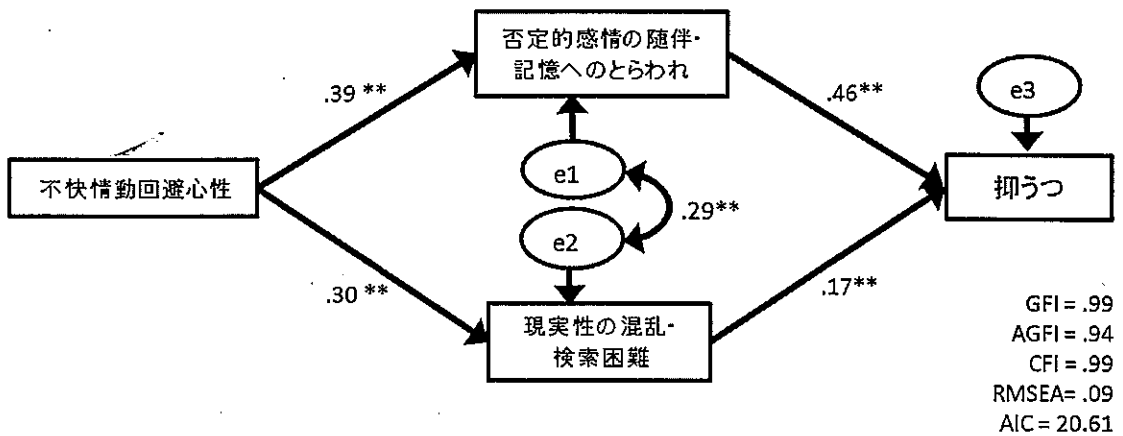 否定的感情の随伴・
記憶へのとらわれ
.39 **
.46**
e3
不快情動回避心性
e1
抑うつ
.29**
e2
.30 **
.17**
現実性の混乱・
検索困難
GFI = .99
AGFI = .94
CFI = .99
RMSEA= .09
AIC = 20.61